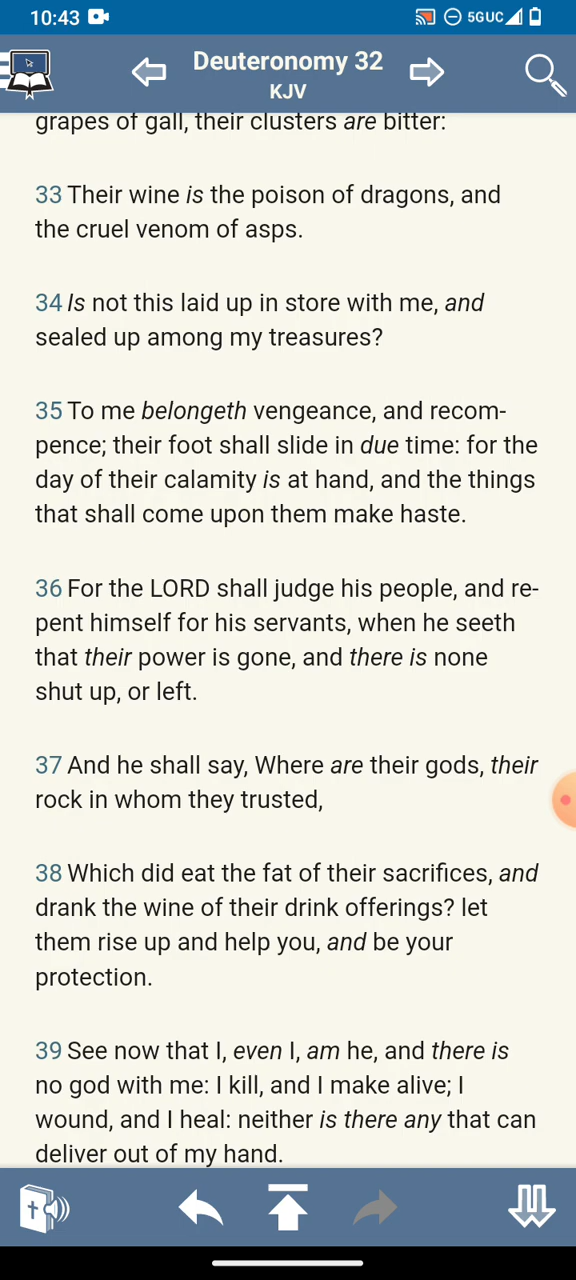 10:43
5GUC
Deuteronomy 32
KJV
grapes of gall, their clusters are bitter:
33 Their wine is the poison of dragons, and
the cruel venom of asps.
34 Is not this laid up in store with me, and
sealed up among my treasures?
35 To me belongeth vengeance, and recom-
pence; their foot shall slide in due time: for the
day of their calamity is at hand, and the things
that shall come upon them make haste.
36 For the LORD shall judge his people, and re-
pent himself for his servants, when he seeth
that their power is gone, and there is none
shut up, or left.
37 And he shall say, Where are their gods, their
rock in whom they trusted,
38 Which did eat the fat of their sacrifices, and
drank the wine of their drink offerings? let
them rise up and help you, and be your
protection.
39 See now that I, even I, am he, and there is
no god with me: I kill, and I make alive; I
wound, and I heal: neither is there any that can
deliver out of my hand.